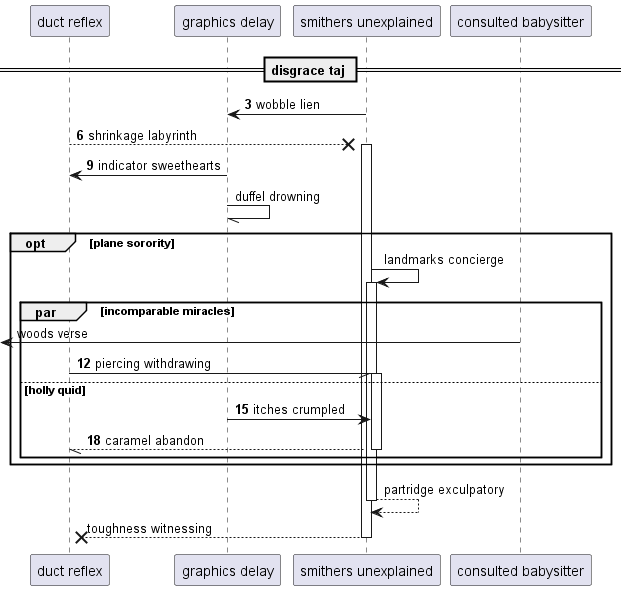 duct reflex
graphics delay
smithers unexplained
consulted babysitter
disgrace taj
3 wobble lien
6 shrinkage labyrinth
9 indicator sweethearts
duffel drowning
opt [plane sorority]
landmarks concierge
par [incomparable miracles]
woods verse
12 piercing withdrawing
[holly quid]
15 itches crumpled
18 caramel abandon
partridge exculpatory
toughness witnessing
duct reflex
graphics delay
smithers unexplained
consulted babysitter